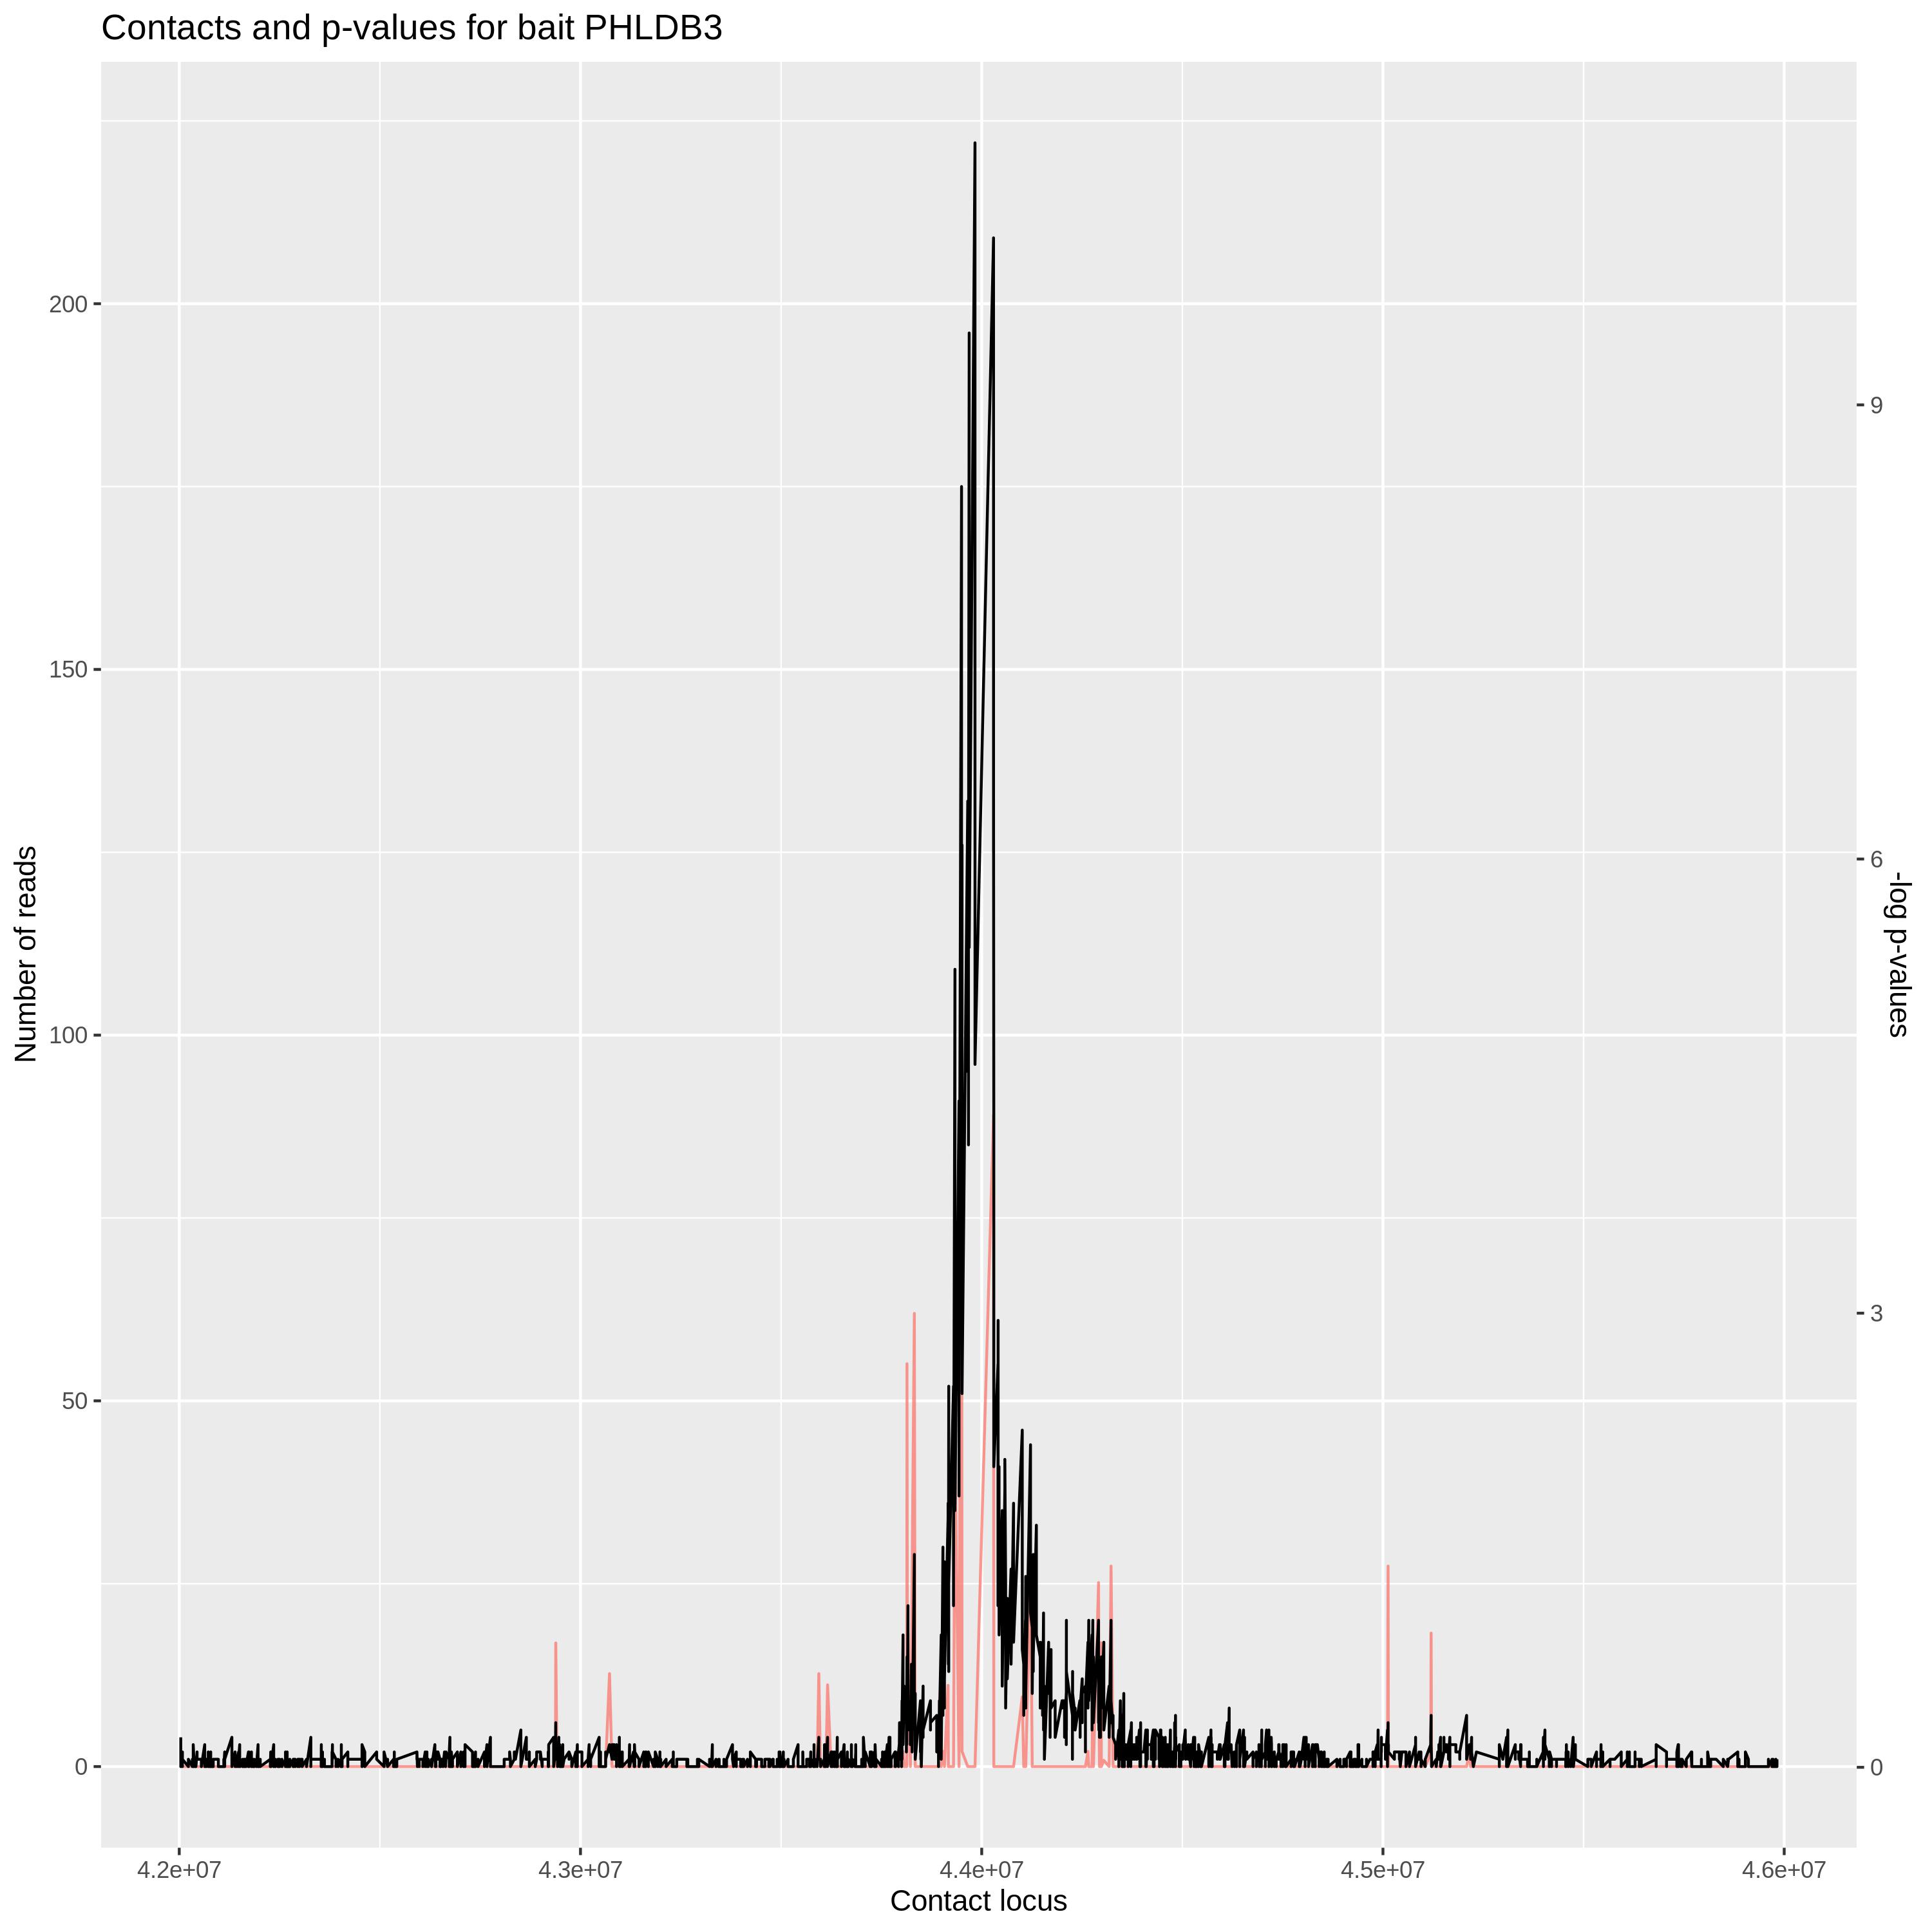 Contacts and p-values for bait PHLDB3
Number of reads
200
150
100
50
0
9
6
3
0
-log p-values
4.2e+07
4.3e+07
4.4e+07
4.5e+07
4.6e+07
Contact locus